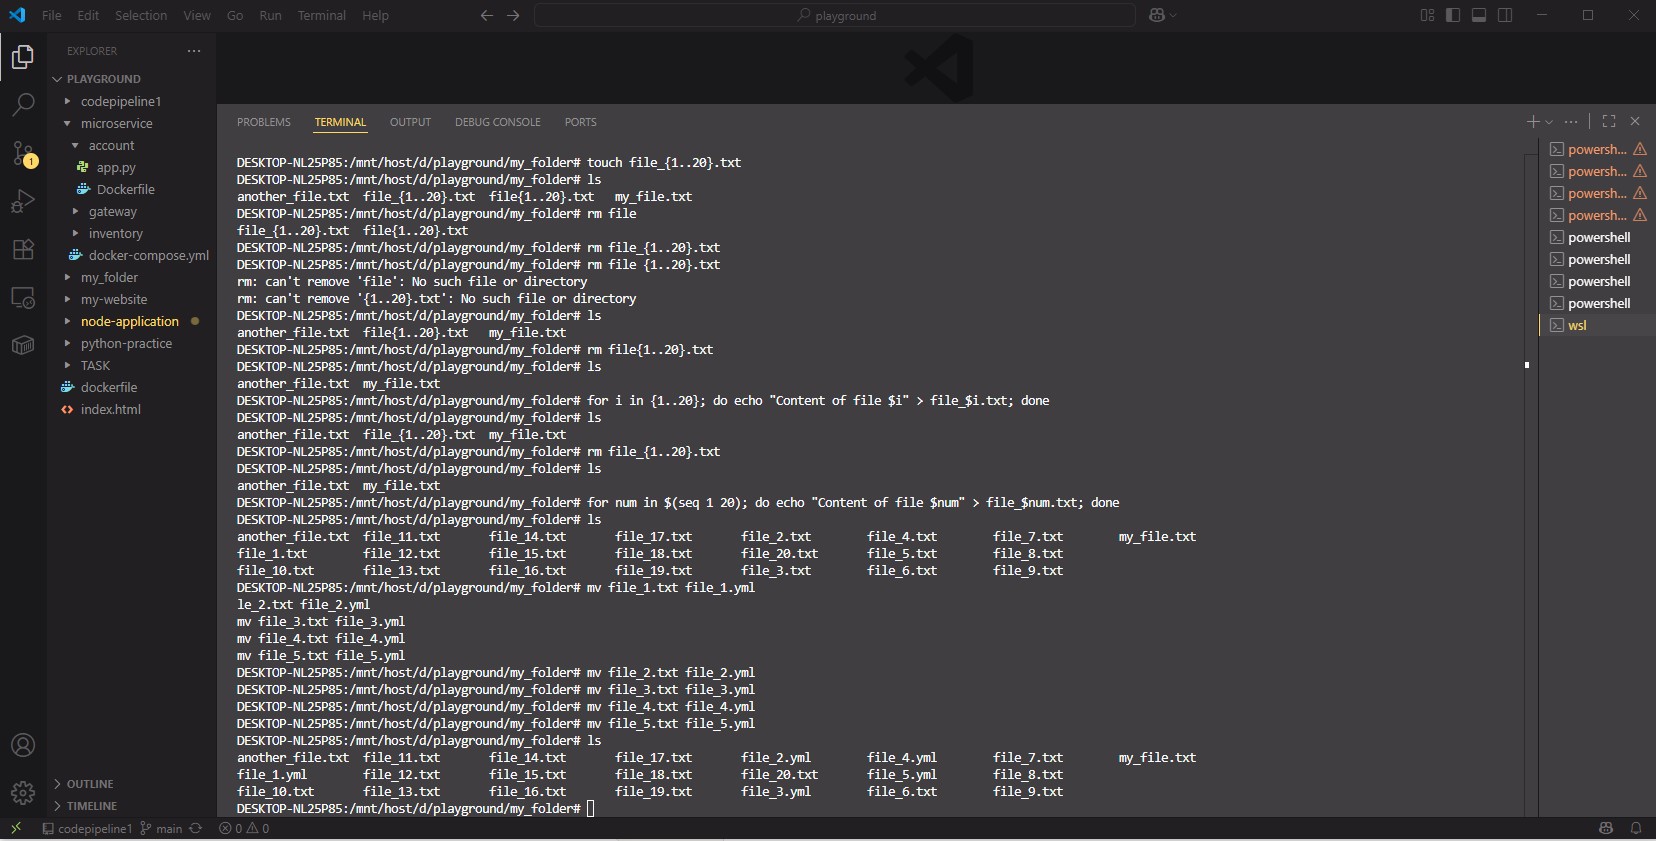 File Edit Selection View Go Run Terminal Help
playground
EXPLORER
PLAYGROUND
codepipeline1
microservice
account
app.py
Dockerfile
gateway
inventory
docker-compose.yml
my_folder
my-website
node-application
python-practice
TASK
dockerfile
index.html
OUTLINE
TIMELINE
1
PROBLEMS TERMINAL OUTPUT DEBUG CONSOLE PORTS
DESKTOP-NL25P85:/mnt/host/d/playground/my_folder# touch file_{1..20}.txt
DESKTOP-NL25P85:/mnt/host/d/playground/my_folder# ls
another_file.txt file_{1..20}.txt file{1..20}.txt my_file.txt
DESKTOP-NL25P85:/mnt/host/d/playground/my_folder# rm file
file_{1..20}.txt file{1..20}.txt
DESKTOP-NL25P85:/mnt/host/d/playground/my_folder# rm file_{1..20}.txt
DESKTOP-NL25P85:/mnt/host/d/playground/my_folder# rm file {1..20}.txt
rm: can't remove 'file': No such file or directory
rm: can't remove '{1..20}.txt': No such file or directory
DESKTOP-NL25P85:/mnt/host/d/playground/my_folder# ls
another_file.txt file{1..20}.txt my_file.txt
DESKTOP-NL25P85:/mnt/host/d/playground/my_folder# rm file{1..20}.txt
DESKTOP-NL25P85:/mnt/host/d/playground/my_folder# ls
another_file.txt my_file.txt
DESKTOP-NL25P85:/mnt/host/d/playground/my_folder# for i in {1..20}; do echo "Content of file $i" > file_$i.txt; done
DESKTOP-NL25P85:/mnt/host/d/playground/my_folder# ls
another_file.txt file_{1..20}.txt my_file.txt
DESKTOP-NL25P85:/mnt/host/d/playground/my_folder# rm file_{1..20}.txt
DESKTOP-NL25P85:/mnt/host/d/playground/my_folder# ls
another_file.txt my_file.txt
DESKTOP-NL25P85:/mnt/host/d/playground/my_folder# for num in $(seq 1 20); do echo "Content of file $num" > file_$num.txt; done
DESKTOP-NL25P85:/mnt/host/d/playground/my_folder# ls
another_file.txt file_11.txt file_14.txt file_17.txt file_2.txt file_4.txt file_7.txt my_file.txt
file_1.txt file_12.txt file_15.txt file_18.txt file_20.txt file_5.txt file_8.txt
file_10.txt file_13.txt file_16.txt file_19.txt file_3.txt file_6.txt file_9.txt
DESKTOP-NL25P85:/mnt/host/d/playground/my_folder# mv file_1.txt file_1.yml
le_2.txt file_2.yml
mv file_3.txt file_3.yml
mv file_4.txt file_4.yml
mv file_5.txt file_5.yml
DESKTOP-NL25P85:/mnt/host/d/playground/my_folder# mv file_2.txt file_2.yml
DESKTOP-NL25P85:/mnt/host/d/playground/my_folder# mv file_3.txt file_3.yml
DESKTOP-NL25P85:/mnt/host/d/playground/my_folder# mv file_4.txt file_4.yml
DESKTOP-NL25P85:/mnt/host/d/playground/my_folder# mv file_5.txt file_5.yml
DESKTOP-NL25P85:/mnt/host/d/playground/my_folder# ls
another_file.txt file_11.txt file_14.txt file_17.txt file_2.yml file_4.yml file_7.txt my_file.txt
file_1.yml file_12.txt file_15.txt file_18.txt file_20.txt file_5.yml file_8.txt
file_10.txt file_13.txt file_16.txt file_19.txt file_3.yml file_6.txt file_9.txt
DESKTOP-NL25P85:/mnt/host/d/playground/my_folder#
powersh...
powersh...
powersh...
powersh...
powershell
powershell
powershell
powershell
wsl
codepipeline1 main 0 0